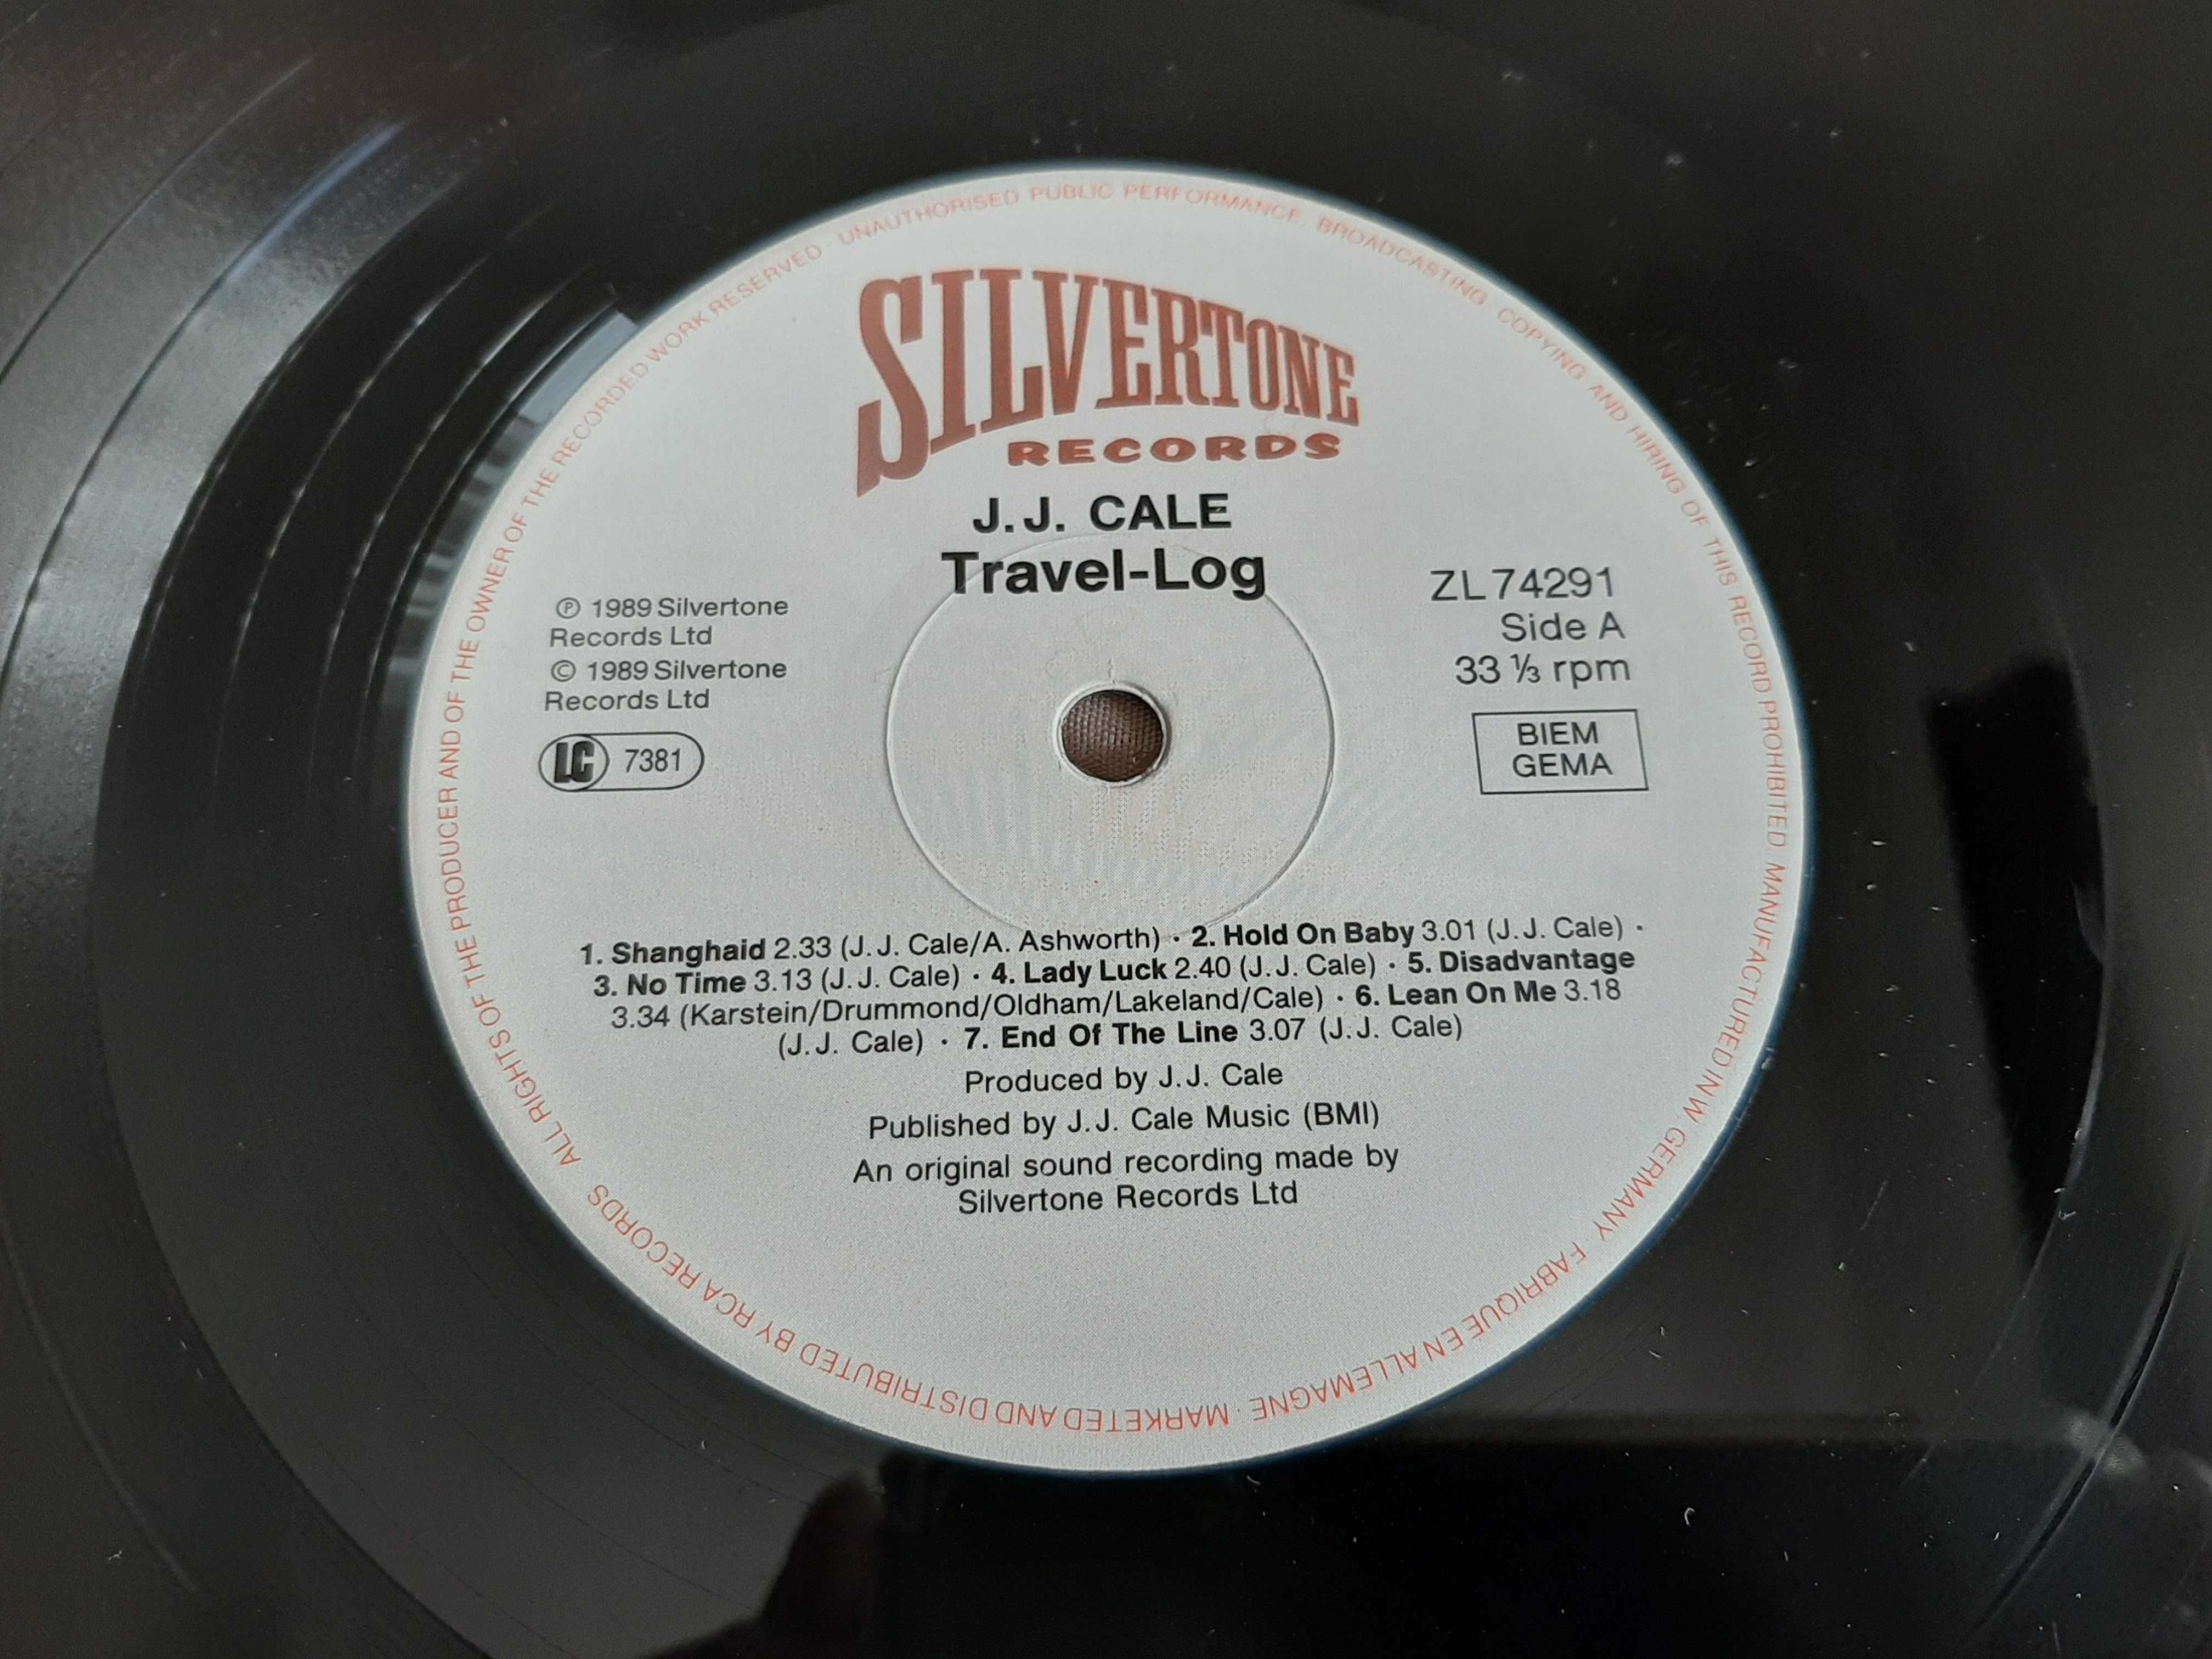 SILVERTONE
RECORDS
J.J. CALE
Travel-Log
℗ 1989 Silvertone
Records Ltd
© 1989 Silvertone
Records Ltd
LC 7381
ZL 74291
Side A
33 ⅓ rpm
BIEM
GEMA
1. Shanghaid 2.33 (J.J. Cale/A. Ashworth) · 2. Hold On Baby 3.01 (J.J. Cale) ·
3. No Time 3.13 (J.J. Cale) · 4. Lady Luck 2.40 (J.J. Cale) · 5. Disadvantage
3.34 (Karstein/Drummond/Oldham/Lakeland/Cale) · 6. Lean On Me 3.18
(J.J. Cale) · 7. End Of The Line 3.07 (J.J. Cale)
Produced by J.J. Cale
Published by J.J. Cale Music (BMI)
An original sound recording made by
Silvertone Records Ltd
ALL RIGHTS OF THE PRODUCER AND OF THE OWNER OF THE RECORDED WORK RESERVED · UNAUTHORISED PUBLIC PERFORMANCE BROADCASTING COPYING AND HIRING OF THIS RECORD PROHIBITED. MANUFACTURED IN W. GERMANY · FABRIQUE EN ALLEMAGNE · MARKETED AND DISTRIBUTED BY RCA RECORDS